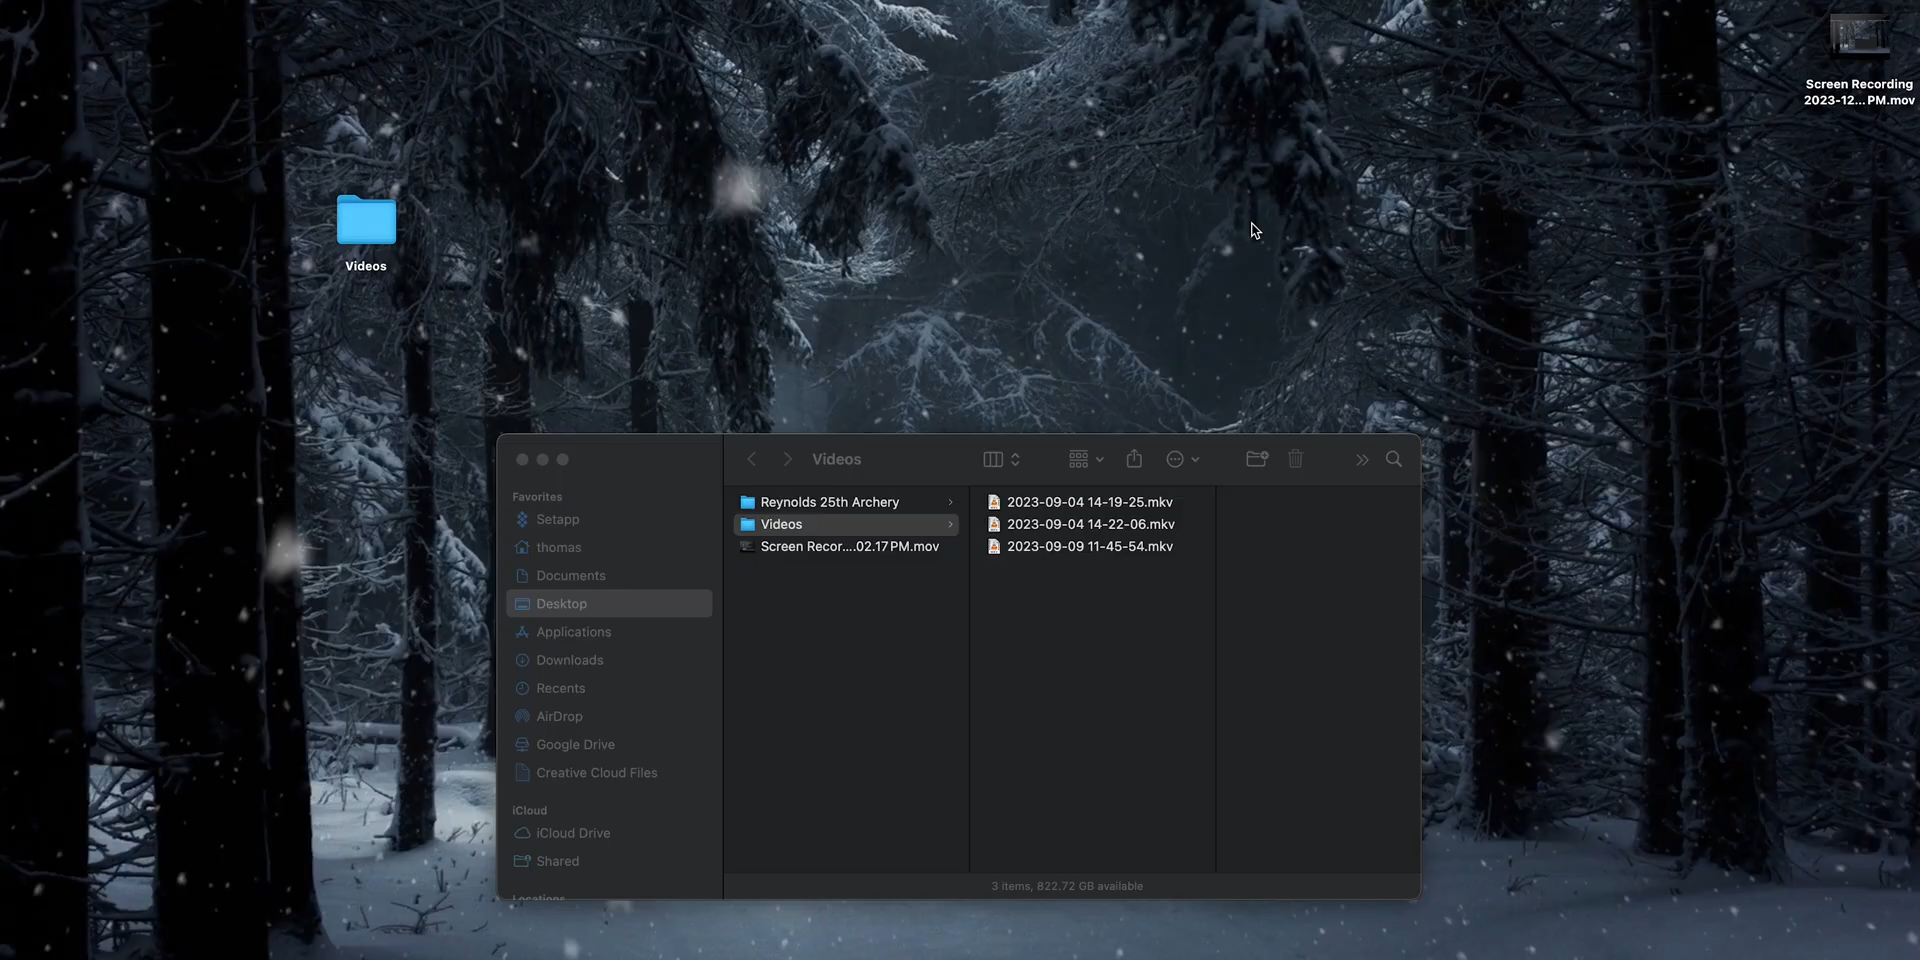 Screen Recording
2023-12... PM.mov
Videos
Videos
Favorites
Setapp
thomas
Documents
Desktop
Applications
Downloads
Recents
AirDrop
Google Drive
Creative Cloud Files
iCloud
iCloud Drive
Shared
Locations
Reynolds 25th Archery
Videos
Screen Recor....02.17 PM.mov
2023-09-04 14-19-25.mkv
2023-09-04 14-22-06.mkv
2023-09-09 11-45-54.mkv
3 items, 822.72 GB available